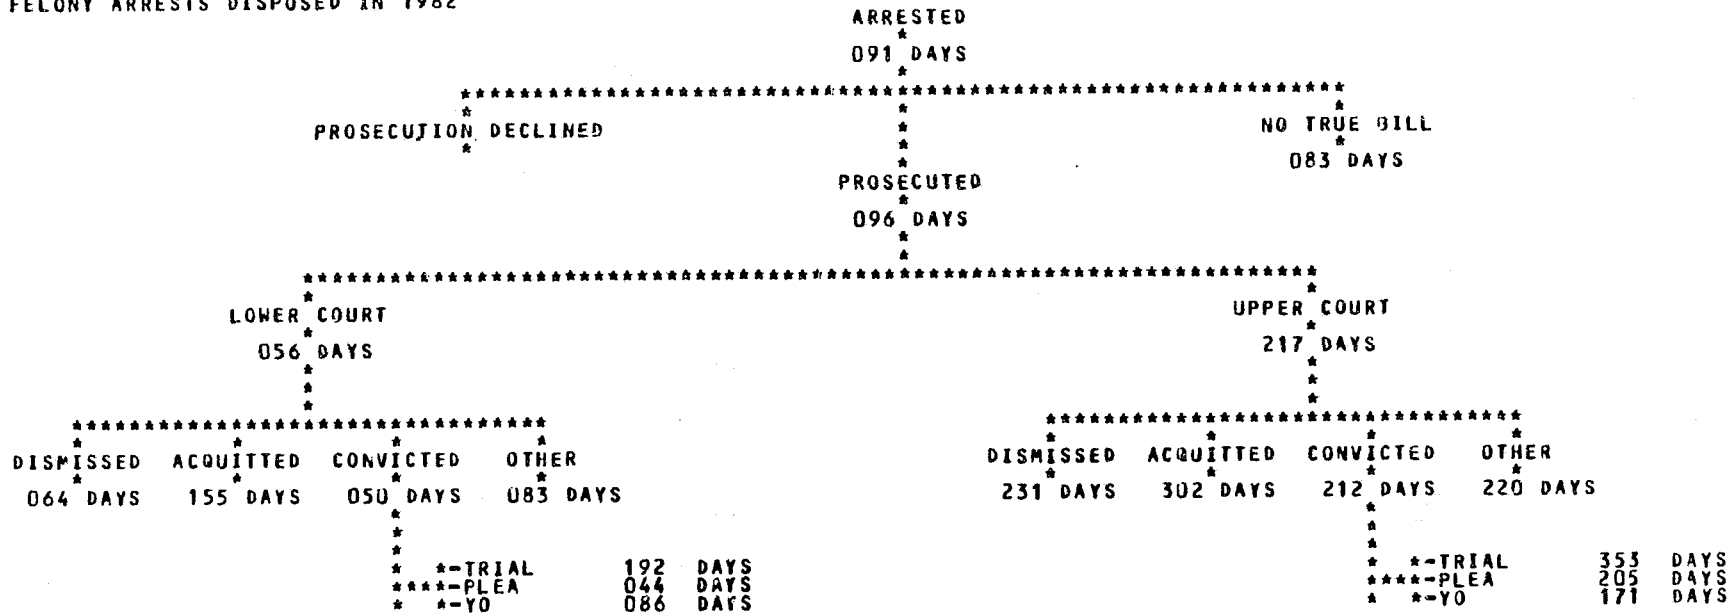 FELONY ARRESTS DISPOSED IN 1982
ARRESTED
091 DAYS
PROSECUTION DECLINED
NO TRUE BILL
083 DAYS
PROSECUTED
096 DAYS
LOWER COURT
056 DAYS
UPPER COURT
217 DAYS
DISMISSED ACQUITTED CONVICTED OTHER
064 DAYS 155 DAYS 050 DAYS 083 DAYS
DISMISSED ACQUITTED CONVICTED OTHER
231 DAYS 302 DAYS 212 DAYS 220 DAYS
*-TRIAL 192 DAYS
****-PLEA 044 DAYS
* *-YO 086 DAYS
*-TRIAL 353 DAYS
****-PLEA 205 DAYS
* *-YO 171 DAYS